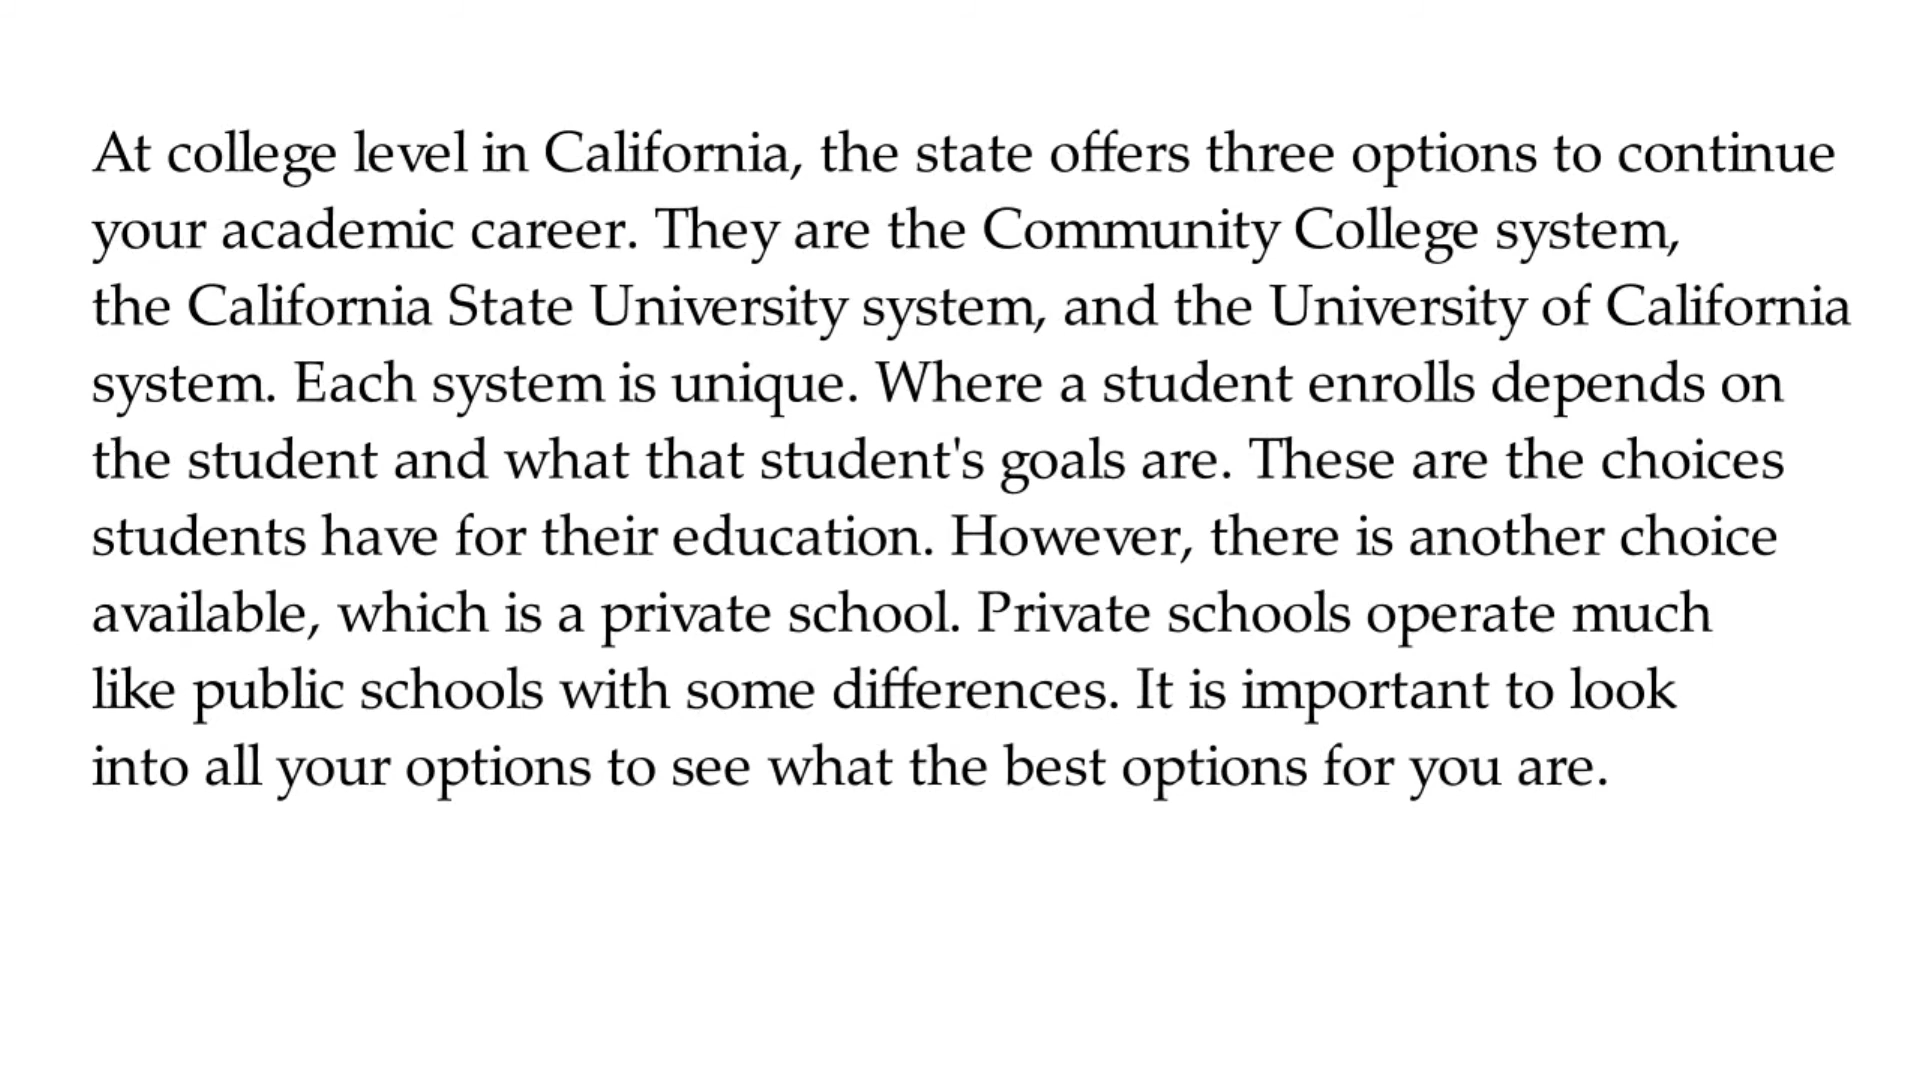 At college level in California, the state offers three options to continue
your academic career. They are the Community College system,
the California State University system, and the University of California
system. Each system is unique. Where a student enrolls depends on
the student and what that student's goals are. These are the choices
students have for their education. However, there is another choice
available, which is a private school. Private schools operate much
like public schools with some differences. It is important to look
into all your options to see what the best options for you are.